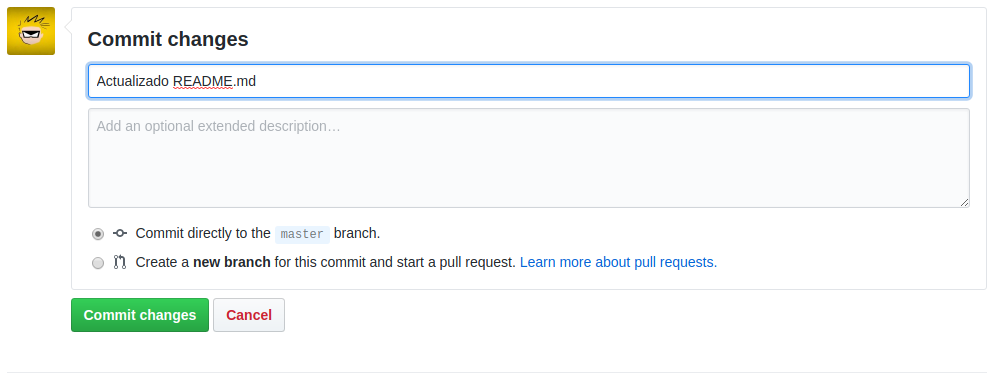 Commit changes
Actualizado README.md
Add an optional extended description…
Commit directly to the master branch.
Create a new branch for this commit and start a pull request. Learn more about pull requests.
Commit changes Cancel